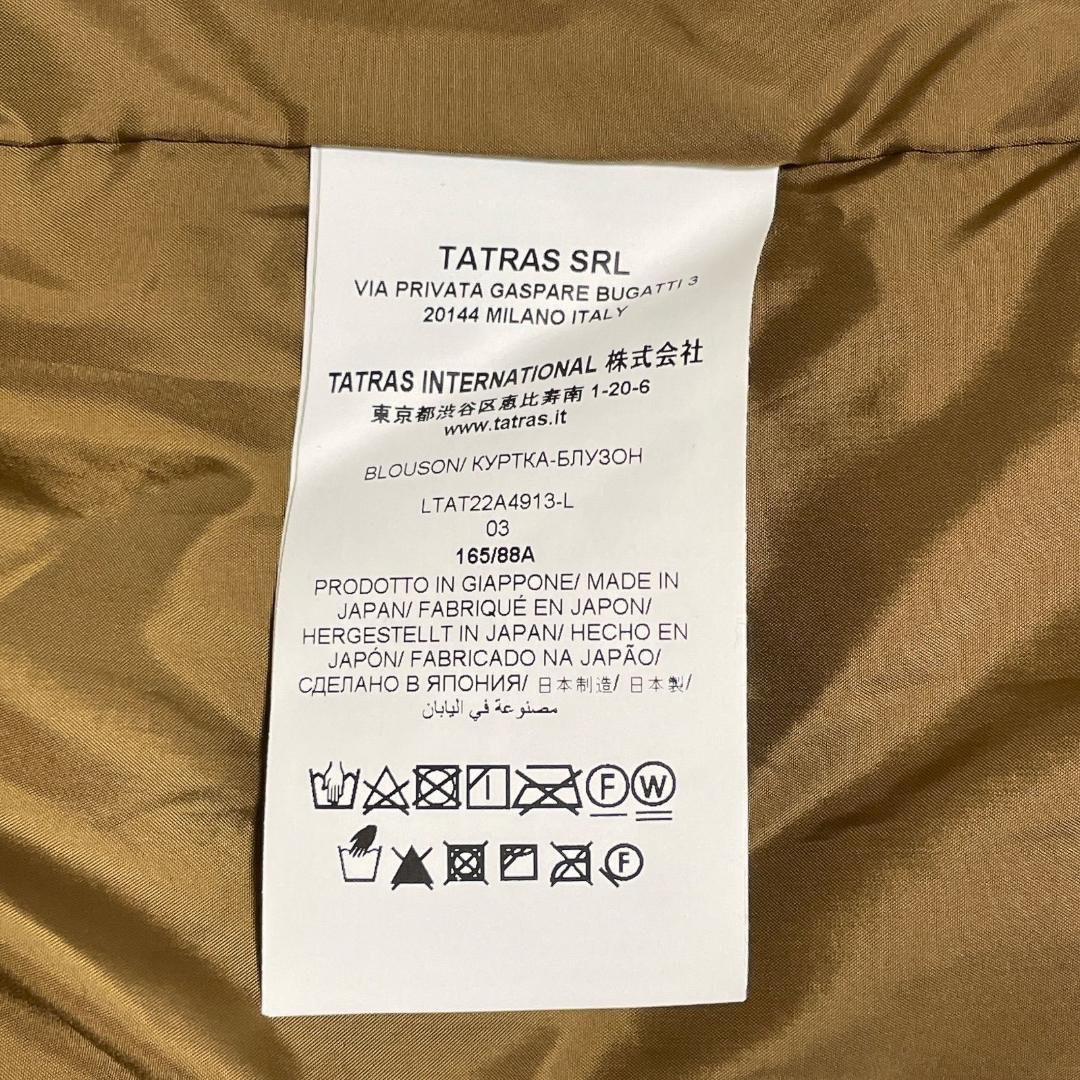 TATRAS SRL
VIA PRIVATA GASPARE BUGATTI 3
20144 MILANO ITALY
TATRAS INTERNATIONAL 株式会社
東京都渋谷区恵比寿南 1-20-6
www.tatras.it
BLOUSON/ КУРТКА-БЛУЗОН
LTAT22A4913-L
03
165/88A
PRODOTTO IN GIAPPONE/ MADE IN
JAPAN/ FABRIQUÉ EN JAPON/
HERGESTELLT IN JAPAN/ HECHO EN
JAPÓN/ FABRICADO NA JAPÃO/
СДЕЛАНО В ЯПОНИЯ/ 日本制造/ 日本製/
مصنوعة في اليابان
F W
F